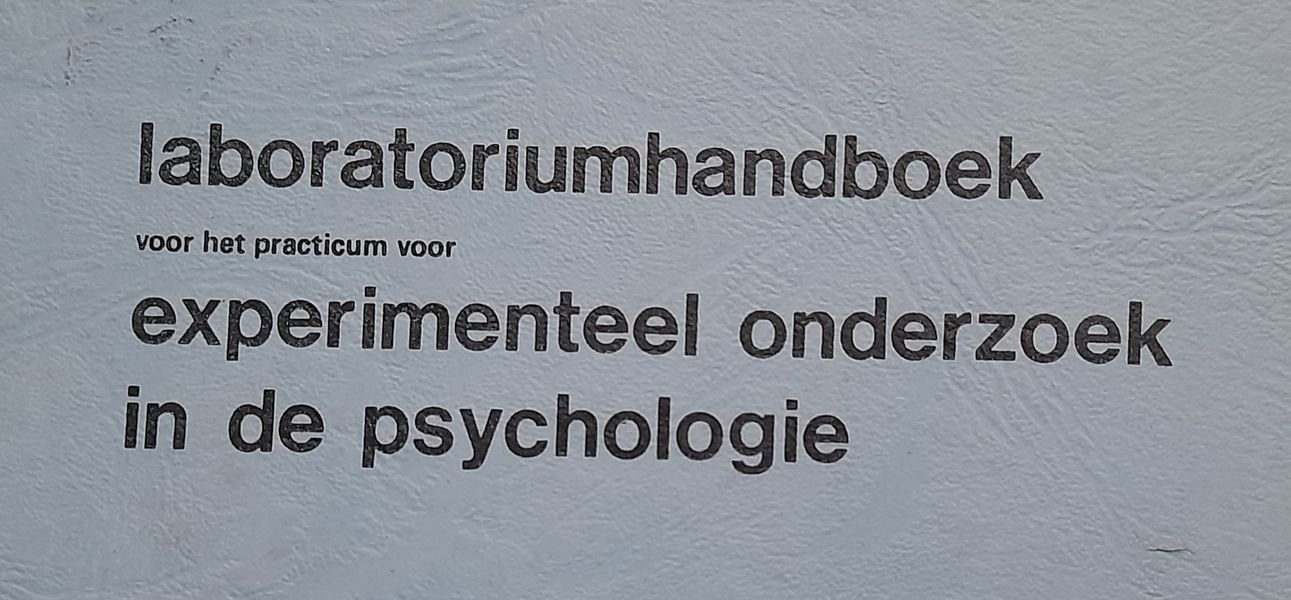 laboratoriumhandboek
voor het practicum voor
experimenteel onderzoek
in de psychologie